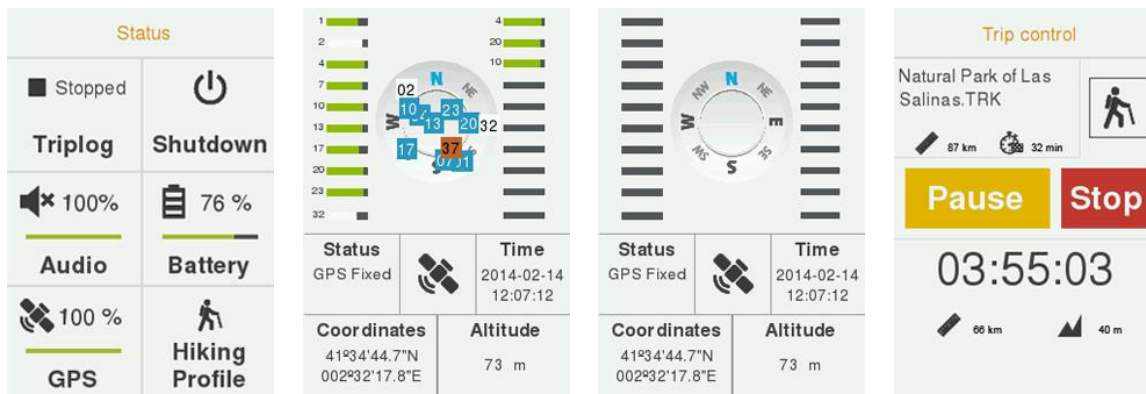 Status
Stopped
Triplog
Shutdown
100%
76 %
Audio
Battery
100 %
GPS
Hiking
Profile
1
2
4
7
10
13
17
20
23
32
4
20
10
N
NE
W
S
02
10
13
23
20
32
17
37
07
01
Status
GPS Fixed
Time
2014-02-14
12:07:12
Coordinates
41º34'44.7"N
002º32'17.8"E
Altitude
73 m
N
NE
E
SE
S
SW
W
NW
Status
GPS Fixed
Time
2014-02-14
12:07:12
Coordinates
41º34'44.7"N
002º32'17.8"E
Altitude
73 m
Trip control
Natural Park of Las
Salinas.TRK
87 km
32 min
Pause
Stop
03:55:03
66 km
40 m